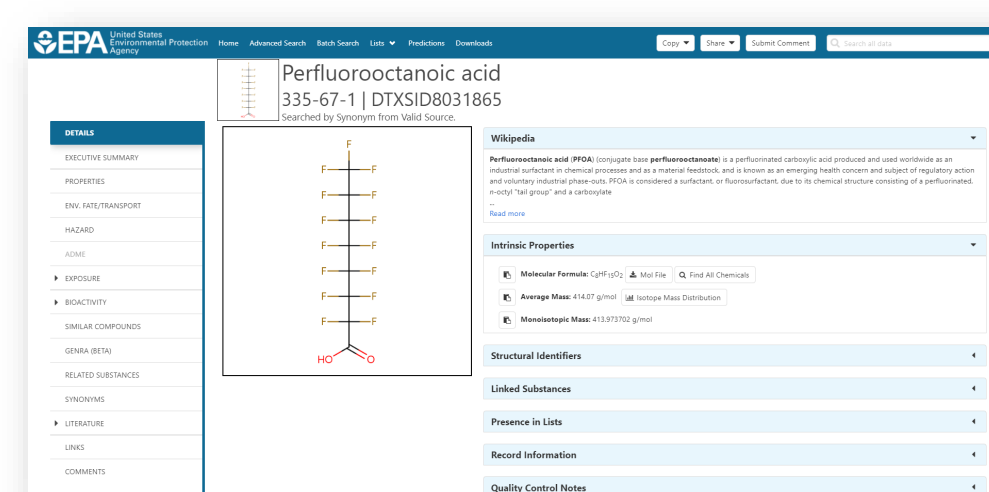 EPA United States
Environmental Protection
Agency
Home Advanced Search Batch Search Lists Predictions Downloads
Copy Share Submit Comment Search all data
Perfluorooctanoic acid
335-67-1 | DTXSID8031865
Searched by Synonym from Valid Source.
DETAILS
EXECUTIVE SUMMARY
PROPERTIES
ENV. FATE/TRANSPORT
HAZARD
ADME
EXPOSURE
BIOACTIVITY
SIMILAR COMPOUNDS
GENRA (BETA)
RELATED SUBSTANCES
SYNONYMS
LITERATURE
LINKS
COMMENTS
F
F F
F F
F F
F F
F F
F F
F F
HO O
Wikipedia
Perfluorooctanoic acid (PFOA) (conjugate base perfluorooctanoate) is a perfluorinated carboxylic acid produced and used worldwide as an
industrial surfactant in chemical processes and as a material feedstock, and is known as an emerging health concern and subject of regulatory action
and voluntary industrial phase-outs. PFOA is considered a surfactant, or fluorosurfactant, due to its chemical structure consisting of a perfluorinated,
n-octyl "tail group" and a carboxylate
...
Read more
Intrinsic Properties
Molecular Formula: C8HF15O2 Mol File Find All Chemicals
Average Mass: 414.07 g/mol Isotope Mass Distribution
Monoisotopic Mass: 413.973702 g/mol
Structural Identifiers
Linked Substances
Presence in Lists
Record Information
Quality Control Notes